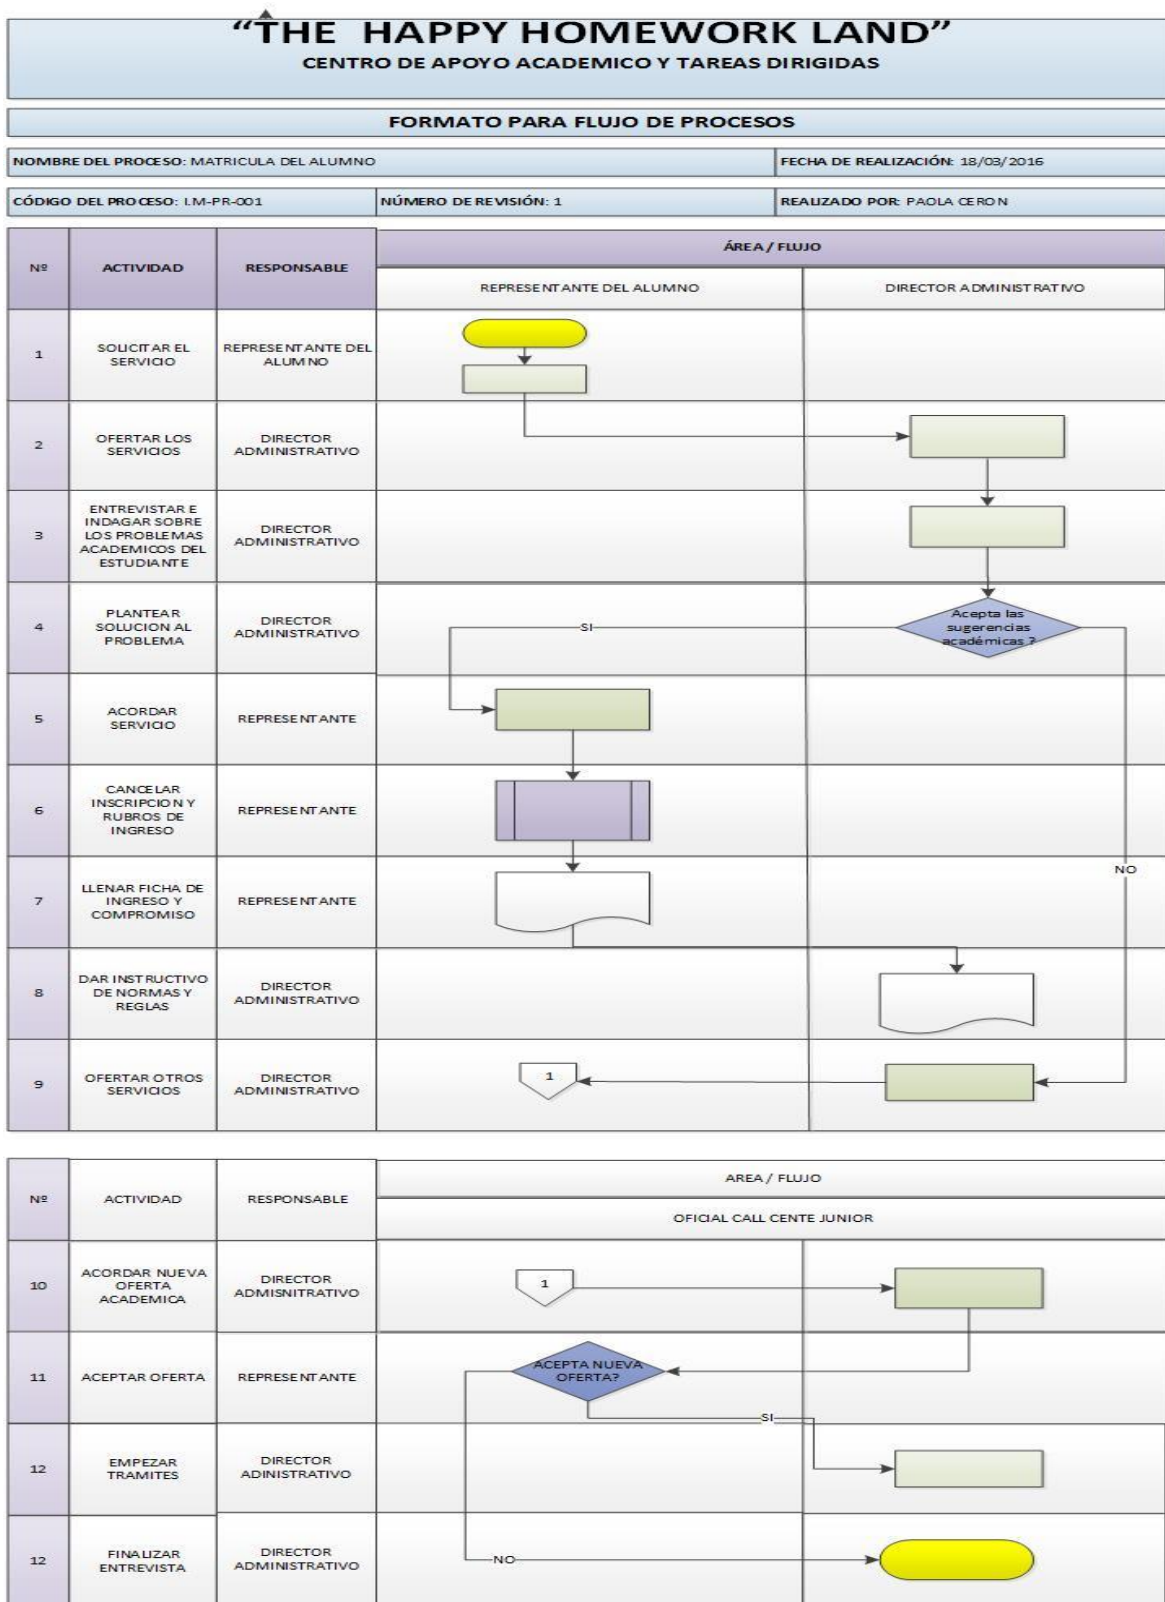 “THE HAPPY HOMEWORK LAND”
CENTRO DE APOYO ACADEMICO Y TAREAS DIRIGIDAS
FORMATO PARA FLUJO DE PROCESOS
NOMBRE DEL PROCESO: MATRICULA DEL ALUMNO
FECHA DE REALIZACIÓN: 18/03/2016
CÓDIGO DEL PROCESO: I.M-PR-001
NÚMERO DE REVISIÓN: 1
REALIZADO POR: PAOLA CERON
Nº
ACTIVIDAD
RESPONSABLE
ÁREA / FLUJO
REPRESENTANTE DEL ALUMNO
DIRECTOR ADMINISTRATIVO
1
SOLICITAR EL
SERVICIO
REPRESENTANTE DEL
ALUMNO
2
OFERTAR LOS
SERVICIOS
DIRECTOR
ADMINISTRATIVO
3
ENTREVISTAR E
INDAGAR SOBRE
LOS PROBLEMAS
ACADEMICOS DEL
ESTUDIANTE
DIRECTOR
ADMINISTRATIVO
4
PLANTEAR
SOLUCION AL
PROBLEMA
DIRECTOR
ADMINISTRATIVO
SI
Acepta las
sugerencias
académicas ?
5
ACORDAR
SERVICIO
REPRESENTANTE
6
CANCELAR
INSCRIPCION Y
RUBROS DE
INGRESO
REPRESENTANTE
7
LLENAR FICHA DE
INGRESO Y
COMPROMISO
REPRESENTANTE
NO
8
DAR INSTRUCTIVO
DE NORMAS Y
REGLAS
DIRECTOR
ADMINISTRATIVO
9
OFERTAR OTROS
SERVICIOS
DIRECTOR
ADMINISTRATIVO
1
Nº
ACTIVIDAD
RESPONSABLE
AREA / FLUJO
OFICIAL CALL CENTE JUNIOR
10
ACORDAR NUEVA
OFERTA
ACADEMICA
DIRECTOR
ADMISNITRATIVO
1
11
ACEPTAR OFERTA
REPRESENTANTE
ACEPTA NUEVA
OFERTA?
SI
12
EMPEZAR
TRAMITES
DIRECTOR
ADINISTRATIVO
12
FINALIZAR
ENTREVISTA
DIRECTOR
ADMINISTRATIVO
NO